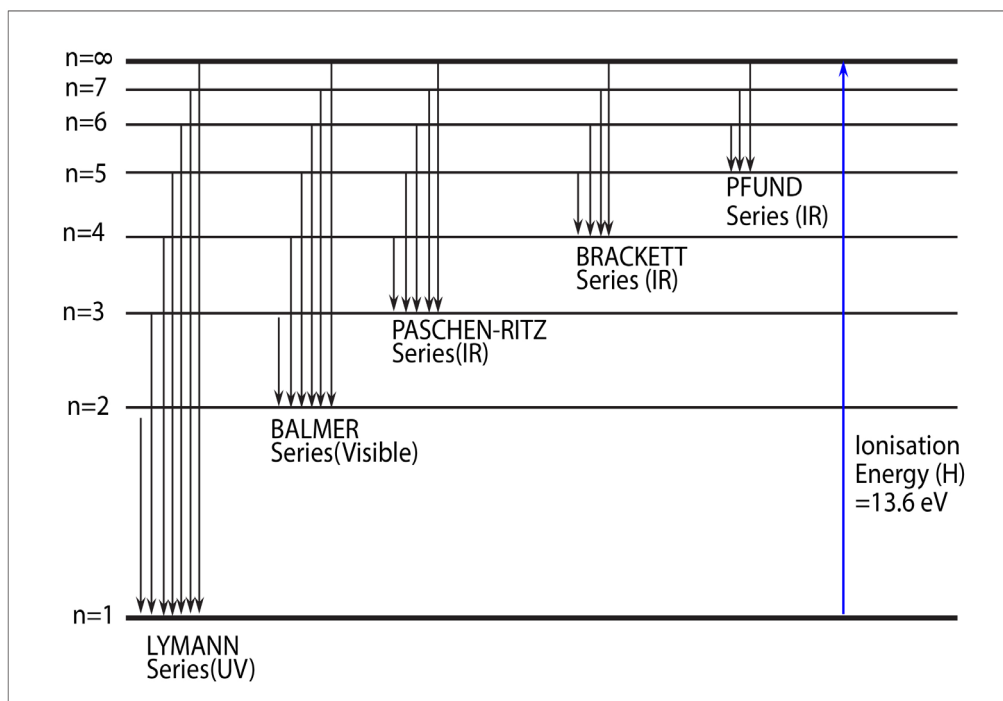 n=∞
n=7
n=6
n=5
n=4
n=3
n=2
n=1
PFUND
Series (IR)
BRACKETT
Series (IR)
PASCHEN-RITZ
Series(IR)
BALMER
Series(Visible)
Ionisation
Energy (H)
=13.6 eV
LYMANN
Series(UV)